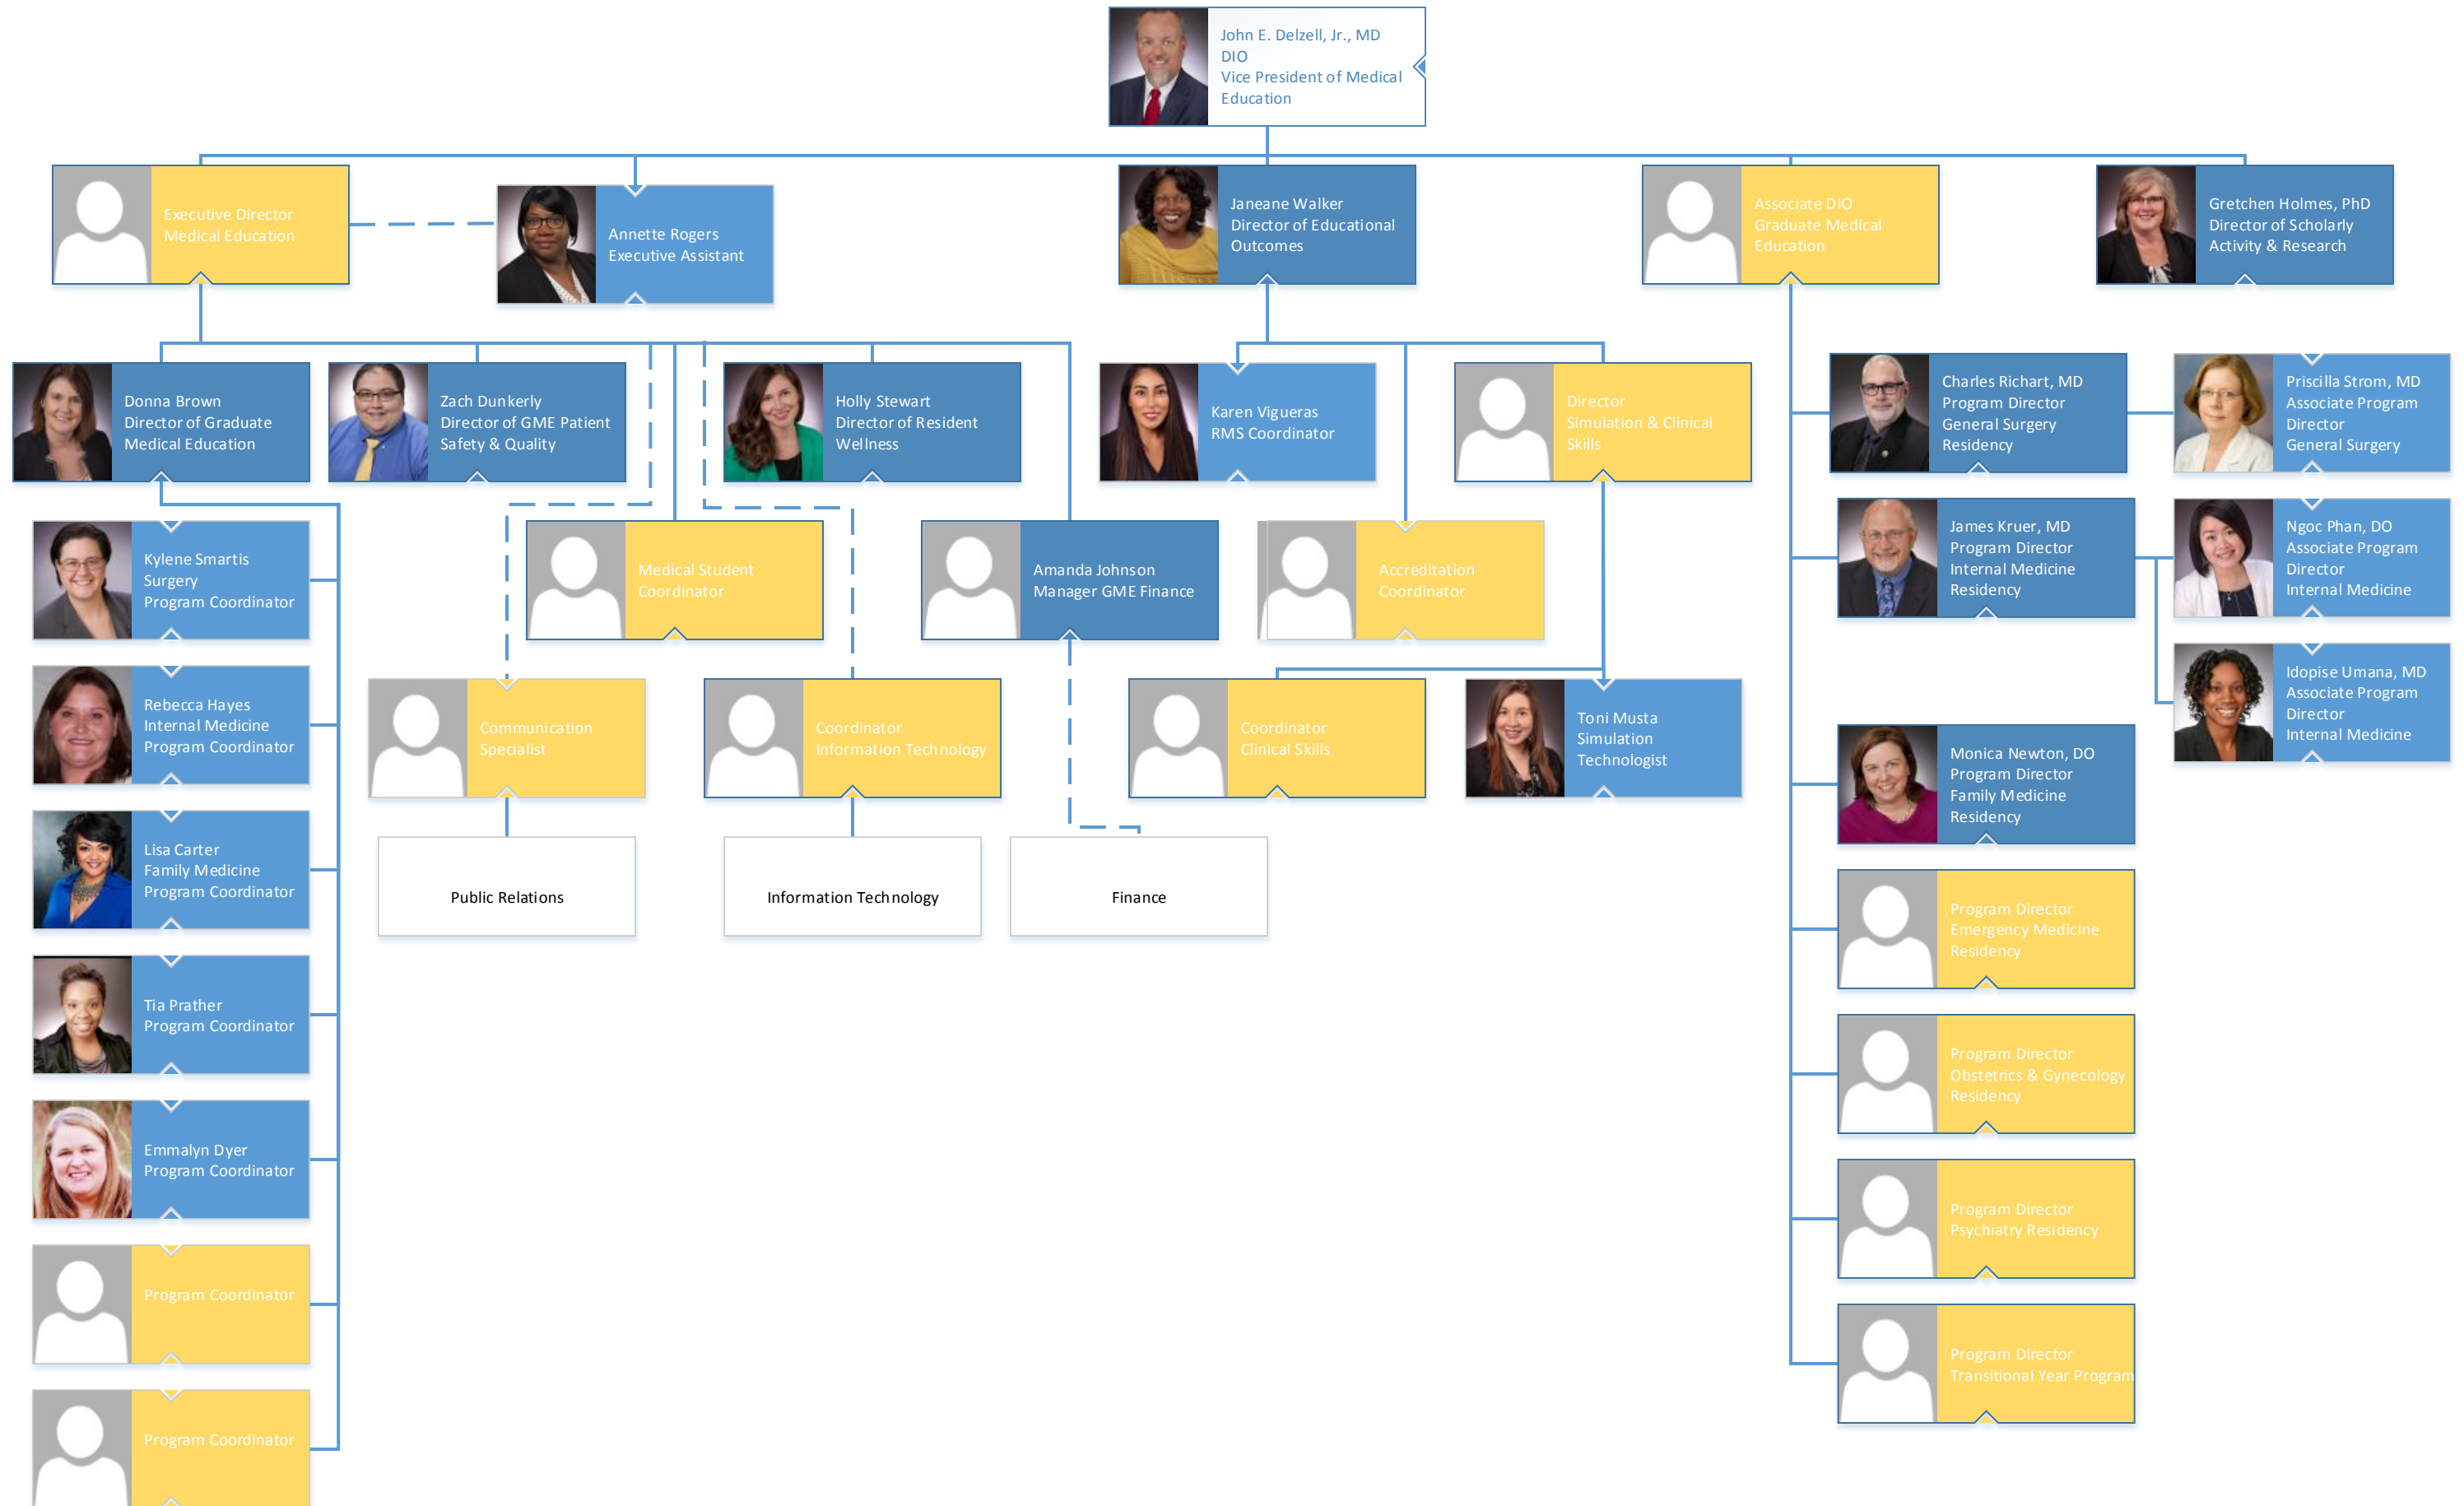 John E. Delzell, Jr., MD
DIO
Vice President of Medical
Education
Executive Director
Medical Education
Annette Rogers
Executive Assistant
Janeane Walker
Director of Educational
Outcomes
Associate DIO
Graduate Medical
Education
Gretchen Holmes, PhD
Director of Scholarly
Activity & Research
Donna Brown
Director of Graduate
Medical Education
Zach Dunkerly
Director of GME Patient
Safety & Quality
Holly Stewart
Director of Resident
Wellness
Karen Vigueras
RMS Coordinator
Director
Simulation & Clinical
Skills
Charles Richart, MD
Program Director
General Surgery
Residency
Priscilla Strom, MD
Associate Program
Director
General Surgery
Kylene Smartis
Surgery
Program Coordinator
Medical Student
Coordinator
Amanda Johnson
Manager GME Finance
Accreditation
Coordinator
James Kruer, MD
Program Director
Internal Medicine
Residency
Ngoc Phan, DO
Associate Program
Director
Internal Medicine
Rebecca Hayes
Internal Medicine
Program Coordinator
Communication
Specialist
Coordinator
Information Technology
Coordinator
Clinical Skills
Toni Musta
Simulation
Technologist
Idopise Umana, MD
Associate Program
Director
Internal Medicine
Monica Newton, DO
Program Director
Family Medicine
Residency
Lisa Carter
Family Medicine
Program Coordinator
Public Relations
Information Technology
Finance
Program Director
Emergency Medicine
Residency
Tia Prather
Program Coordinator
Program Director
Obstetrics & Gynecology
Residency
Emmalyn Dyer
Program Coordinator
Program Director
Psychiatry Residency
Program Coordinator
Program Director
Transitional Year Program
Program Coordinator